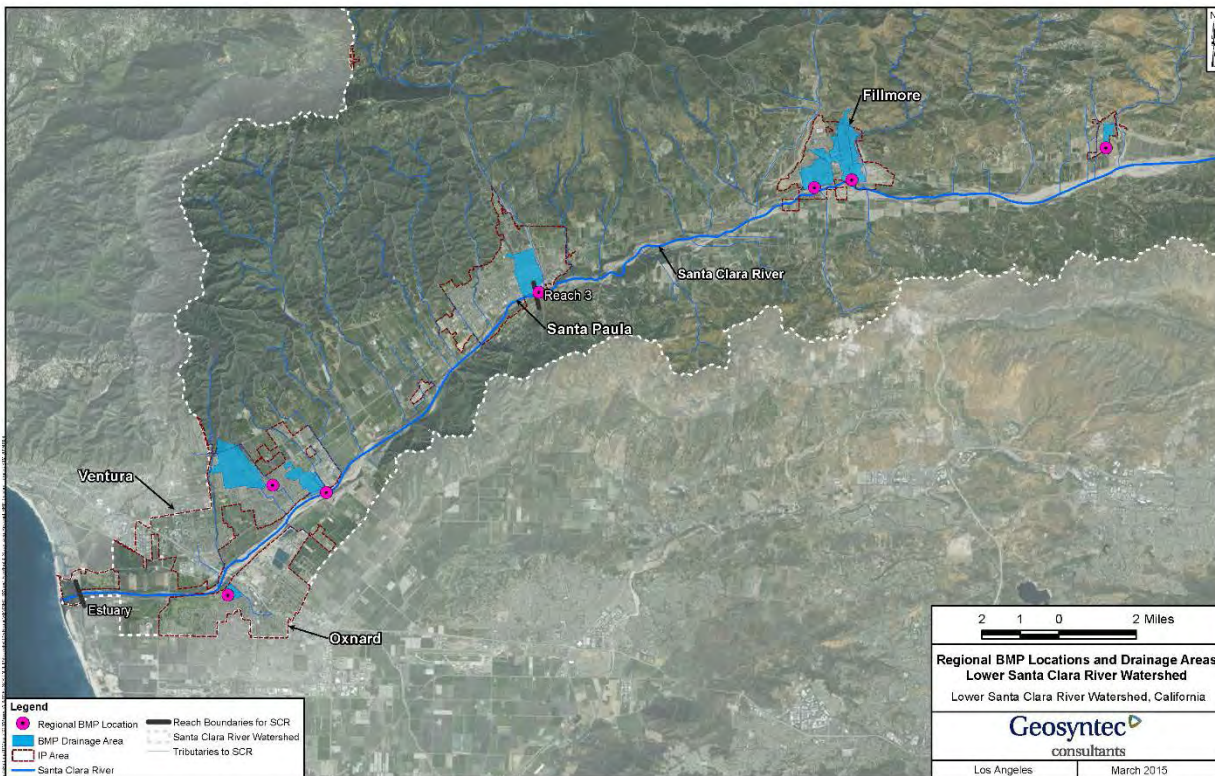 N
Fillmore
Santa Clara River
Reach 3
Santa Paula
Ventura
Estuary
Oxnard
2 1 0 2 Miles
Regional BMP Locations and Drainage Areas
Lower Santa Clara River Watershed
Lower Santa Clara River Watershed, California
Geosyntec
consultants
Los Angeles March 2015
Legend
Regional BMP Location
BMP Drainage Area
IP Area
Santa Clara River
Reach Boundaries for SCR
Santa Clara River Watershed
Tributaries to SCR